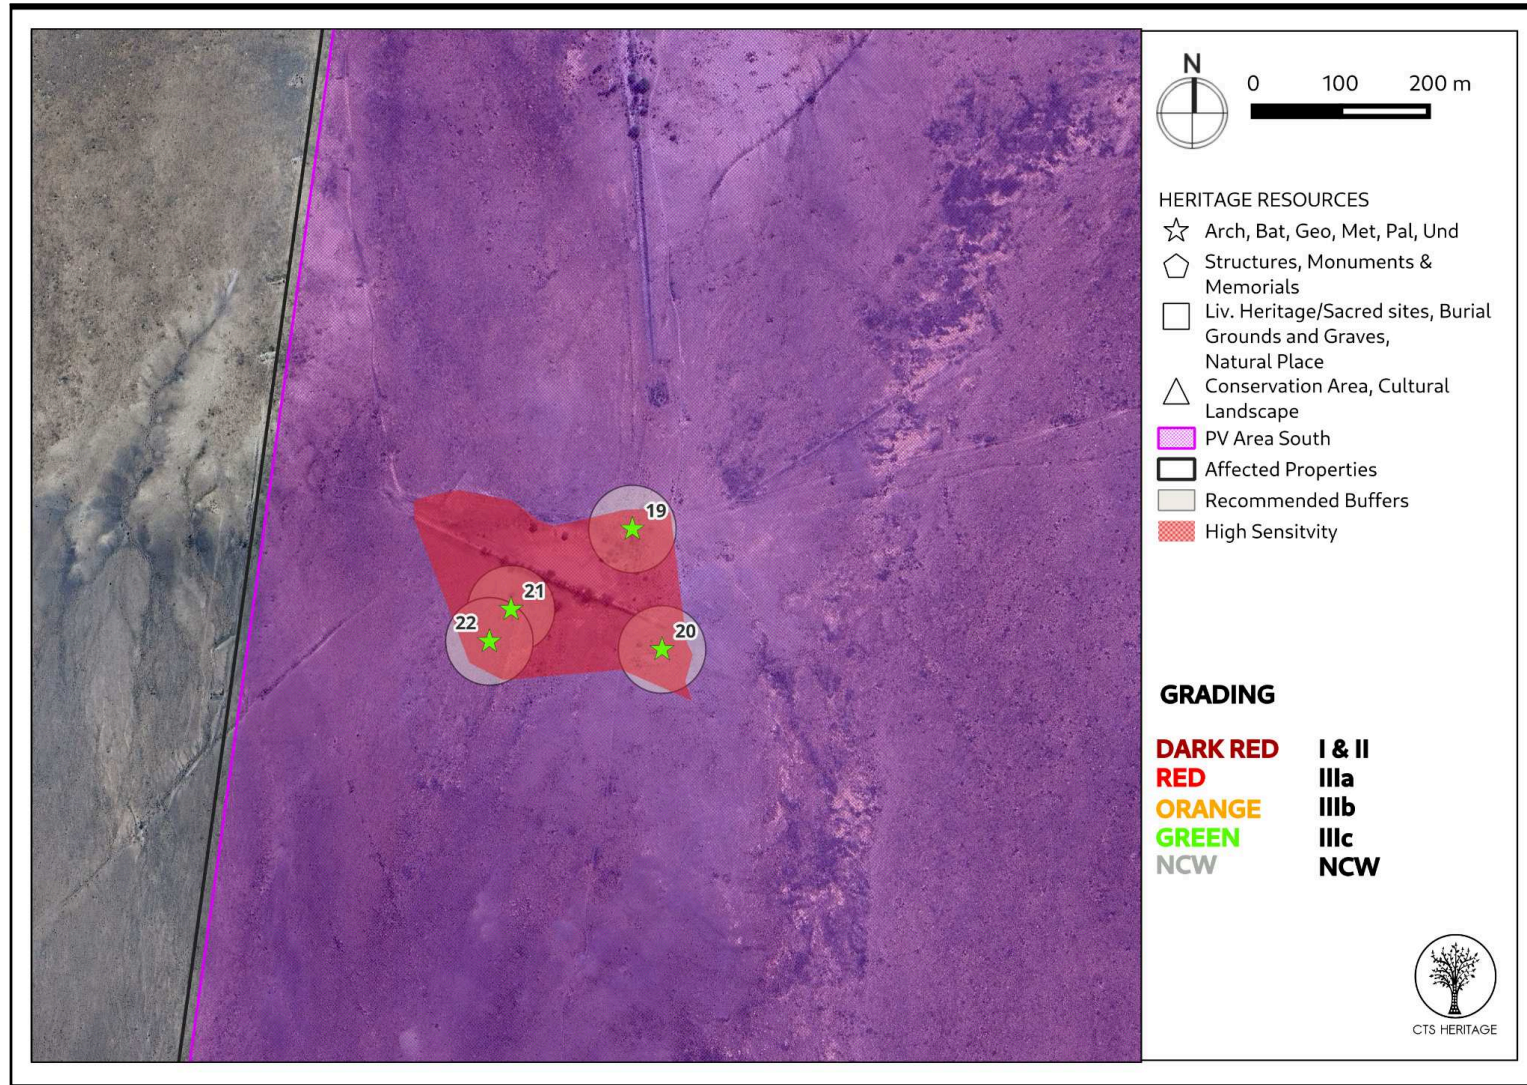 N
0 100 200 m
HERITAGE RESOURCES
Arch, Bat, Geo, Met, Pal, Und
Structures, Monuments &
Memorials
Liv. Heritage/Sacred sites, Burial
Grounds and Graves,
Natural Place
Conservation Area, Cultural
Landscape
PV Area South
Affected Properties
Recommended Buffers
High Sensitvity
19
21
22
20
GRADING
DARK RED I & II
RED IIIa
ORANGE IIIb
GREEN IIIc
NCW NCW
CTS HERITAGE